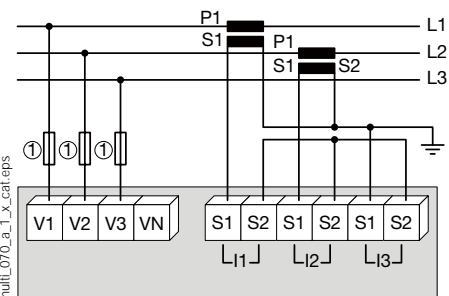 P1 L1
S1 P1 L2
S1 S2
L3
① ① ①
V1 V2 V3 VN S1 S2 S1 S2 S1 S2
I1 I2 I3
multi_070_a_1_x_cat.eps